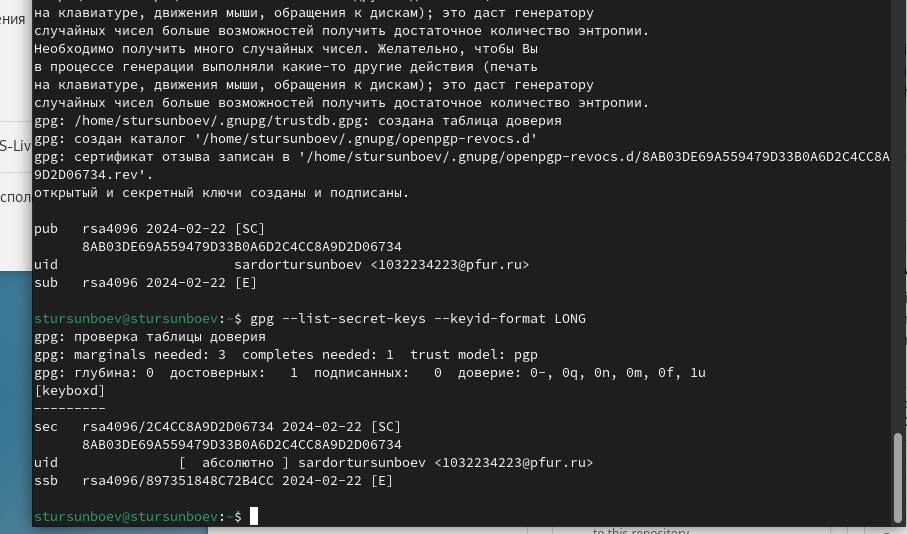 ения
S-Liv
на клавиатуре, движения мыши, обращения к дискам); это даст генератору
случайных чисел больше возможностей получить достаточное количество энтропии.
Необходимо получить много случайных чисел. Желательно, чтобы Вы
в процессе генерации выполняли какие-то другие действия (печать
на клавиатуре, движения мыши, обращения к дискам); это даст генератору
случайных чисел больше возможностей получить достаточное количество энтропии.
gpg: /home/stursunboev/.gnupg/trustdb.gpg: создана таблица доверия
gpg: создан каталог '/home/stursunboev/.gnupg/openpgp-revocs.d'
gpg: сертификат отзыва записан в '/home/stursunboev/.gnupg/openpgp-revocs.d/8AB03DE69A559479D33B0A6D2C4CC8A
9D2D06734.rev'.
открытый и секретный ключи созданы и подписаны.
pub   rsa4096 2024-02-22 [SC]
      8AB03DE69A559479D33B0A6D2C4CC8A9D2D06734
uid                      sardortursunboev <1032234223@pfur.ru>
sub   rsa4096 2024-02-22 [E]
stursunboev@stursunboev:~$ gpg --list-secret-keys --keyid-format LONG
gpg: проверка таблицы доверия
gpg: marginals needed: 3  completes needed: 1  trust model: pgp
gpg: глубина: 0  достоверных:   1  подписанных:   0  доверие: 0-, 0q, 0n, 0m, 0f, 1u
[keyboxd]
---------
sec   rsa4096/2C4CC8A9D2D06734 2024-02-22 [SC]
      8AB03DE69A559479D33B0A6D2C4CC8A9D2D06734
uid               [  абсолютно ] sardortursunboev <1032234223@pfur.ru>
ssb   rsa4096/897351848C72B4CC 2024-02-22 [E]
stursunboev@stursunboev:~$
to this repository